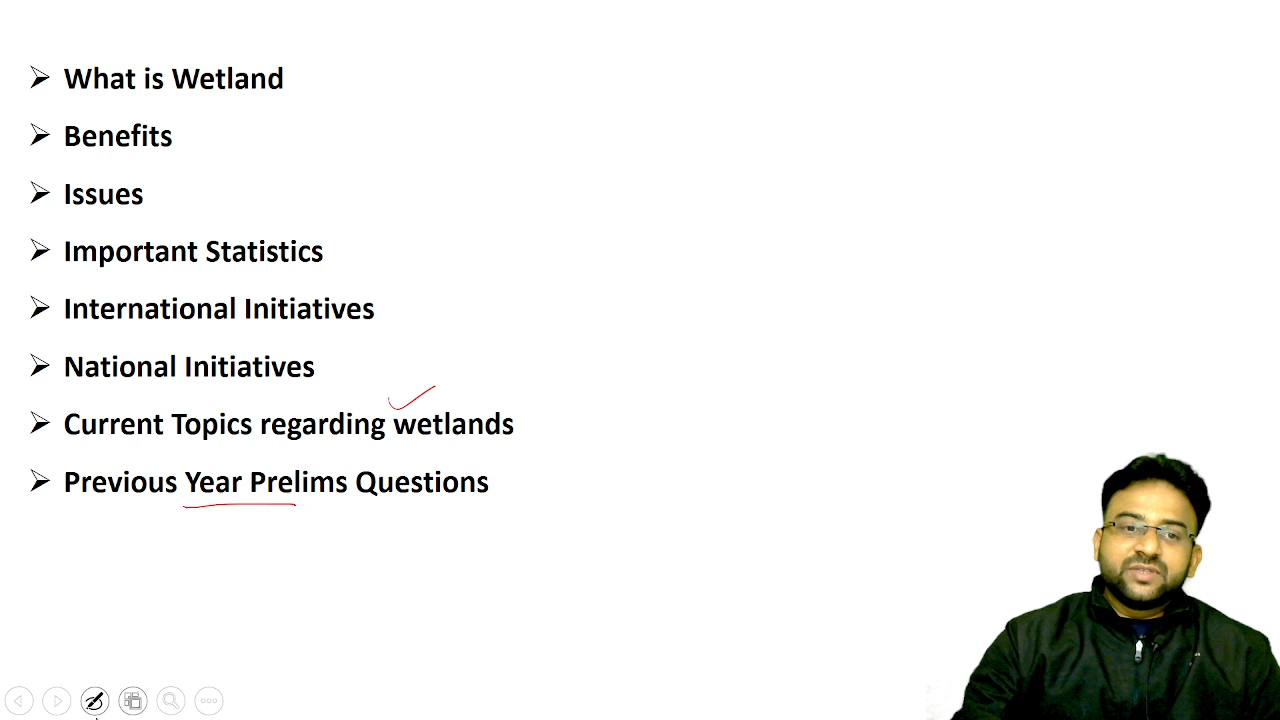 What is Wetland
Benefits
Issues
Important Statistics
International Initiatives
National Initiatives
Current Topics regarding wetlands
Previous Year Prelims Questions